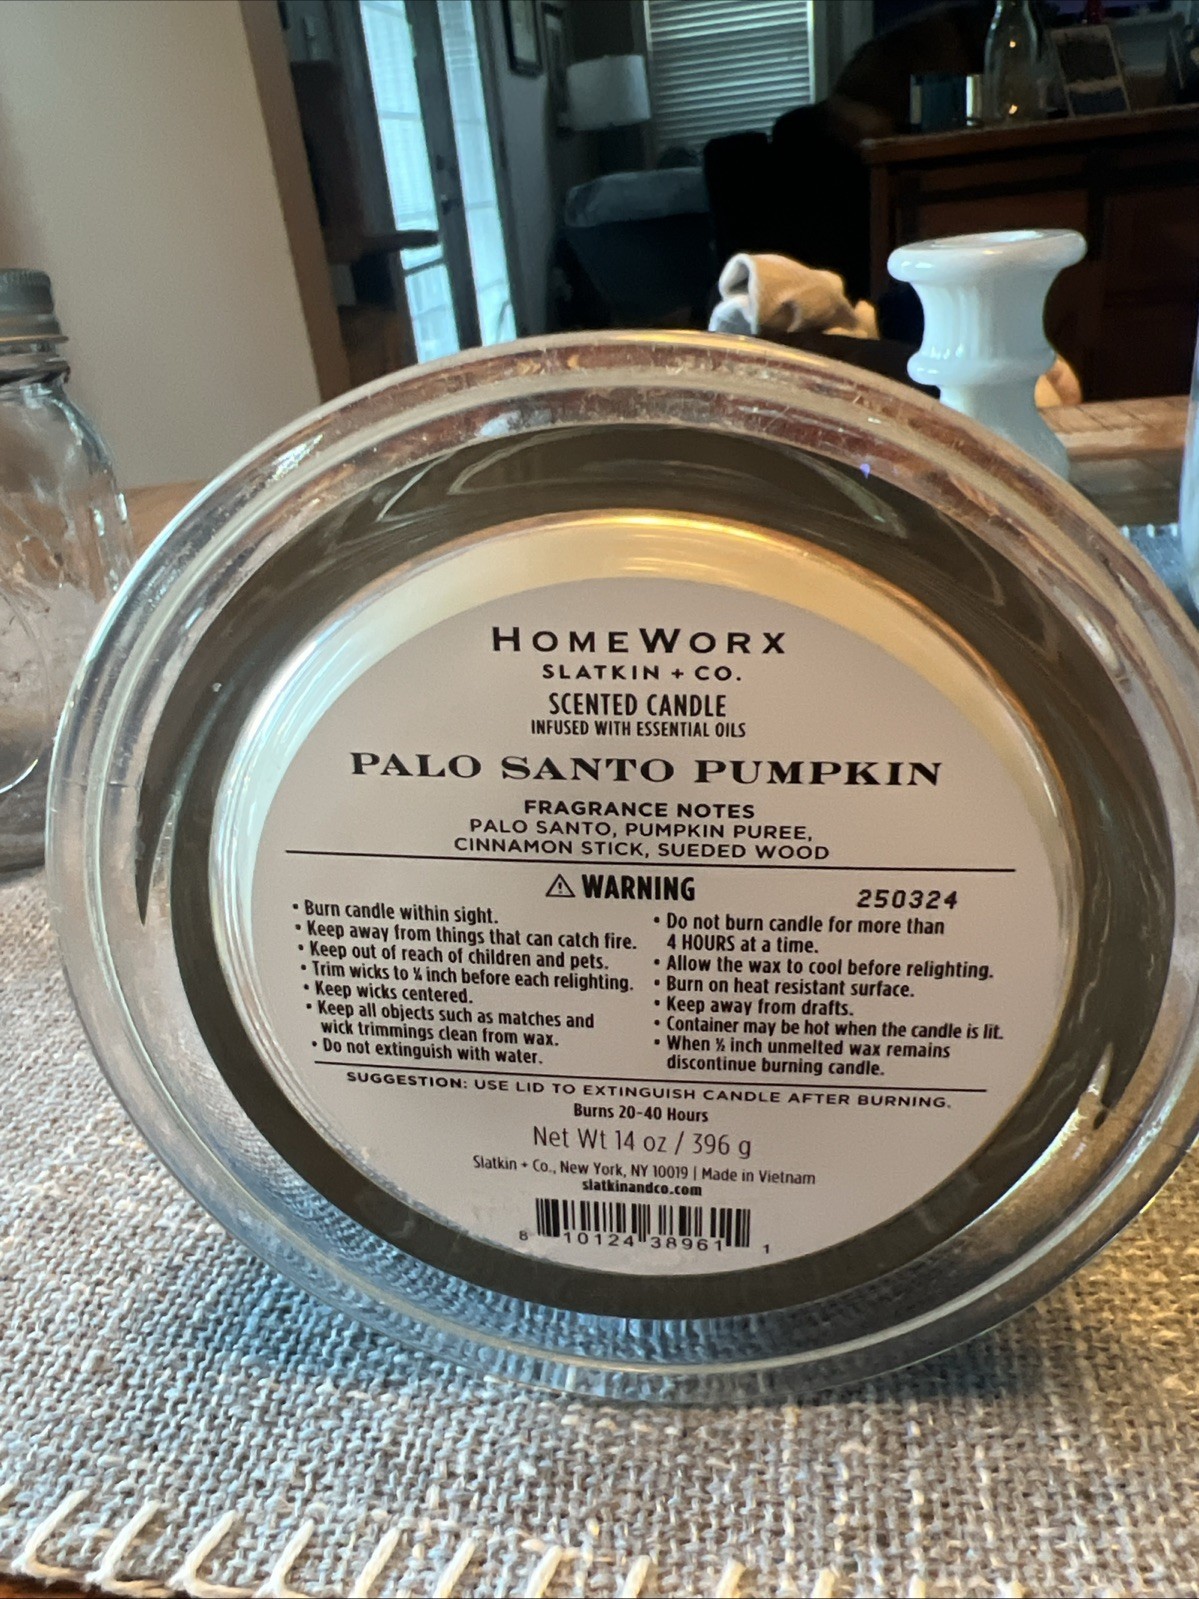 HOMEWORX
SLATKIN + CO.
SCENTED CANDLE
INFUSED WITH ESSENTIAL OILS
PALO SANTO PUMPKIN
FRAGRANCE NOTES
PALO SANTO, PUMPKIN PUREE,
CINNAMON STICK, SUEDED WOOD
⚠ WARNING
250324
• Burn candle within sight.
• Keep away from things that can catch fire.
• Keep out of reach of children and pets.
• Trim wicks to ¼ inch before each relighting.
• Keep wicks centered.
• Keep all objects such as matches and
wick trimmings clean from wax.
• Do not extinguish with water.
• Do not burn candle for more than
4 HOURS at a time.
• Allow the wax to cool before relighting.
• Burn on heat resistant surface.
• Keep away from drafts.
• Container may be hot when the candle is lit.
• When ½ inch unmelted wax remains
discontinue burning candle.
SUGGESTION: USE LID TO EXTINGUISH CANDLE AFTER BURNING.
Burns 20-40 Hours
Net Wt 14 oz / 396 g
Slatkin + Co., New York, NY 10019 | Made in Vietnam
slatkinandco.com
8 10124 38961 1